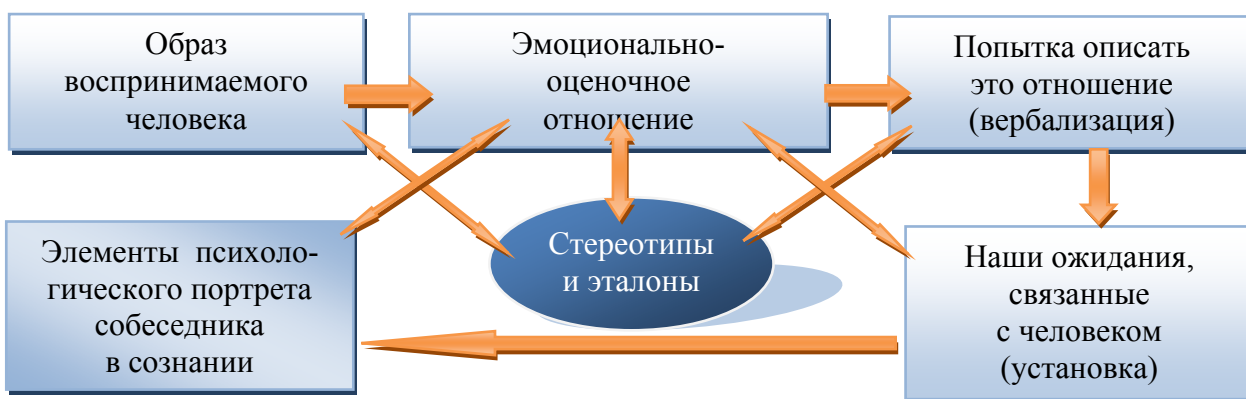 Образ
воспринимаемого
человека
Эмоционально-
оценочное
отношение
Попытка описать
это отношение
(вербализация)
Элементы психоло-
гического портрета
собеседника
в сознании
Стереотипы
и эталоны
Наши ожидания,
связанные
с человеком
(установка)